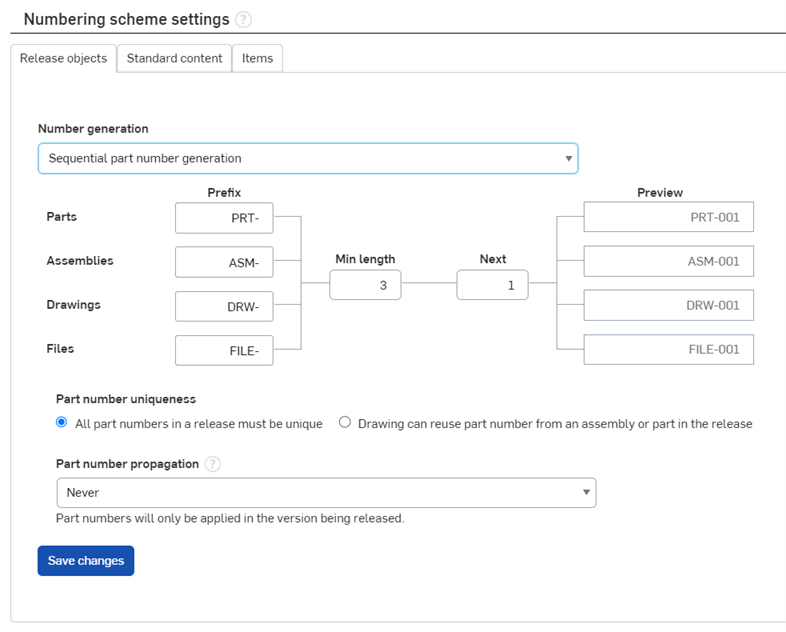 Numbering scheme settings ?
Release objects Standard content Items
Number generation
Sequential part number generation
Prefix Preview
Parts PRT- PRT-001
Assemblies ASM- Min length Next ASM-001
3 1
Drawings DRW- DRW-001
Files FILE- FILE-001
Part number uniqueness
All part numbers in a release must be unique Drawing can reuse part number from an assembly or part in the release
Part number propagation ?
Never
Part numbers will only be applied in the version being released.
Save changes